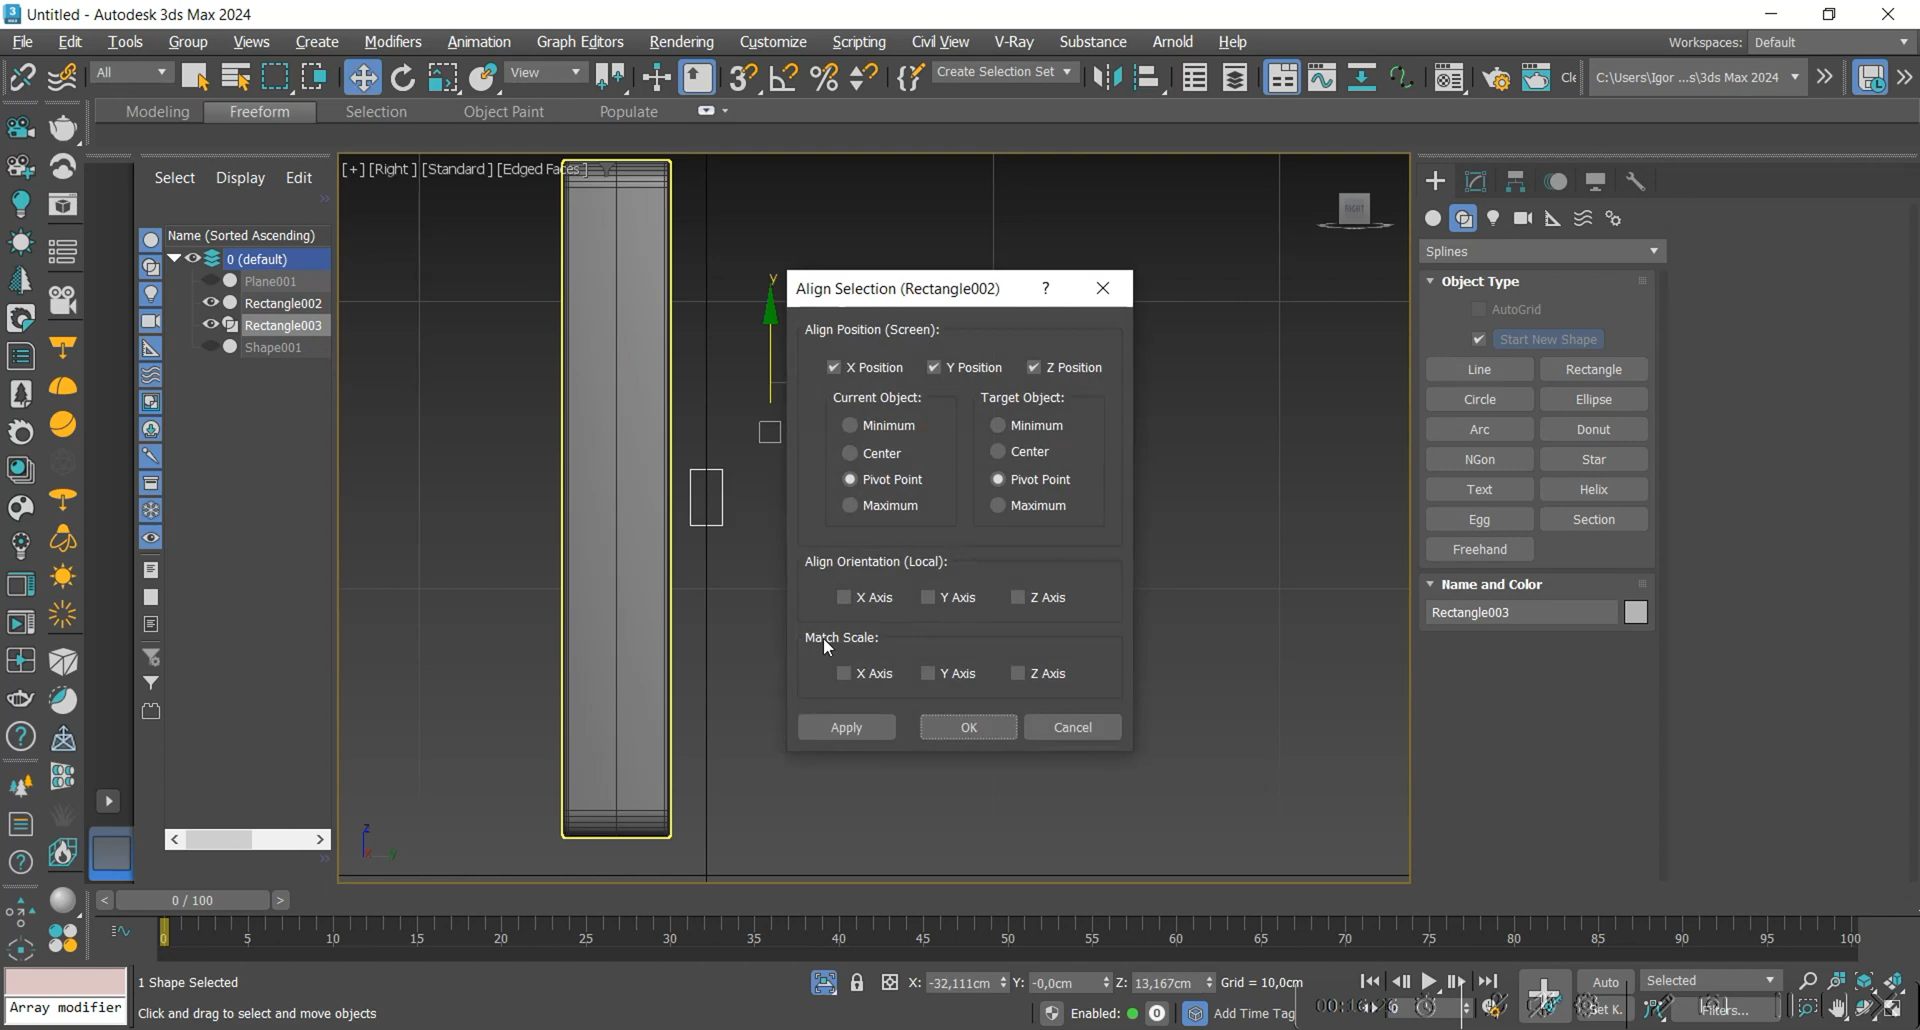 Untitled - Autodesk 3ds Max 2024
File Edit Tools Group Views Create Modifiers Animation Graph Editors Rendering Customize Scripting Civil View V-Ray Substance Arnold Help Workspaces: Default
All View Create Selection Set Cle C:\Users\Igor ...s\3ds Max 2024
Modeling Freeform Selection Object Paint Populate
Select Display Edit
Name (Sorted Ascending)
0 (default)
Plane001
Rectangle002
Rectangle003
Shape001
[+] [Right ] [Standard ] [Edged Faces ]
RIGHT
y
z
x
y
Align Selection (Rectangle002) ?
Align Position (Screen):
X Position Y Position Z Position
Current Object: Target Object:
Minimum Minimum
Center Center
Pivot Point Pivot Point
Maximum Maximum
Align Orientation (Local):
X Axis Y Axis Z Axis
Match Scale:
X Axis Y Axis Z Axis
Apply OK Cancel
Splines
Object Type
AutoGrid
Start New Shape
Line Rectangle
Circle Ellipse
Arc Donut
NGon Star
Text Helix
Egg Section
Freehand
Name and Color
Rectangle003
< 0 / 100 >
0 5 10 15 20 25 30 35 40 45 50 55 60 65 70 75 80 85 90 95 100
1 Shape Selected X: -32,111cm Y: -0,0cm Z: 13,167cm Grid = 10,0cm Auto Selected
Array modifier Click and drag to select and move objects Enabled: 0 Add Time Tag Set K. Filters...